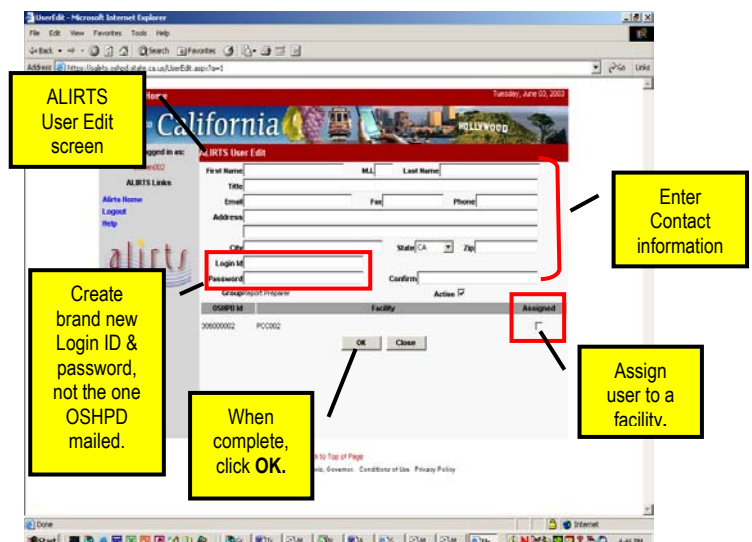 UserEdit - Microsoft Internet Explorer
File Edit View Favorites Tools Help
Back Search Favorites
Address https://salirts.oshpd.state.ca.us/UserEdit.aspx?a=1 Go Links
Home Tuesday, June 03, 2003
California HOLLYWOOD
ALIRTS
User Edit
screen
ALIRTS User Edit
ogged in as:
ALIRTS Links
Alirts Home
Logout
Help
alirts
First Name M.I. Last Name
Title
Email Fax Phone
Address
City State CA Zip
Login Id
Password Confirm
Group Report Preparer Active
OSHPD Id Facility Assigned
306000002 PCC002
OK Close
Enter
Contact
information
Create
brand new
Login ID &
password,
not the one
OSHPD
mailed.
When
complete,
click OK.
Assign
user to a
facility.
to Top of Page
Governor. Conditions of Use Privacy Policy
Done Internet